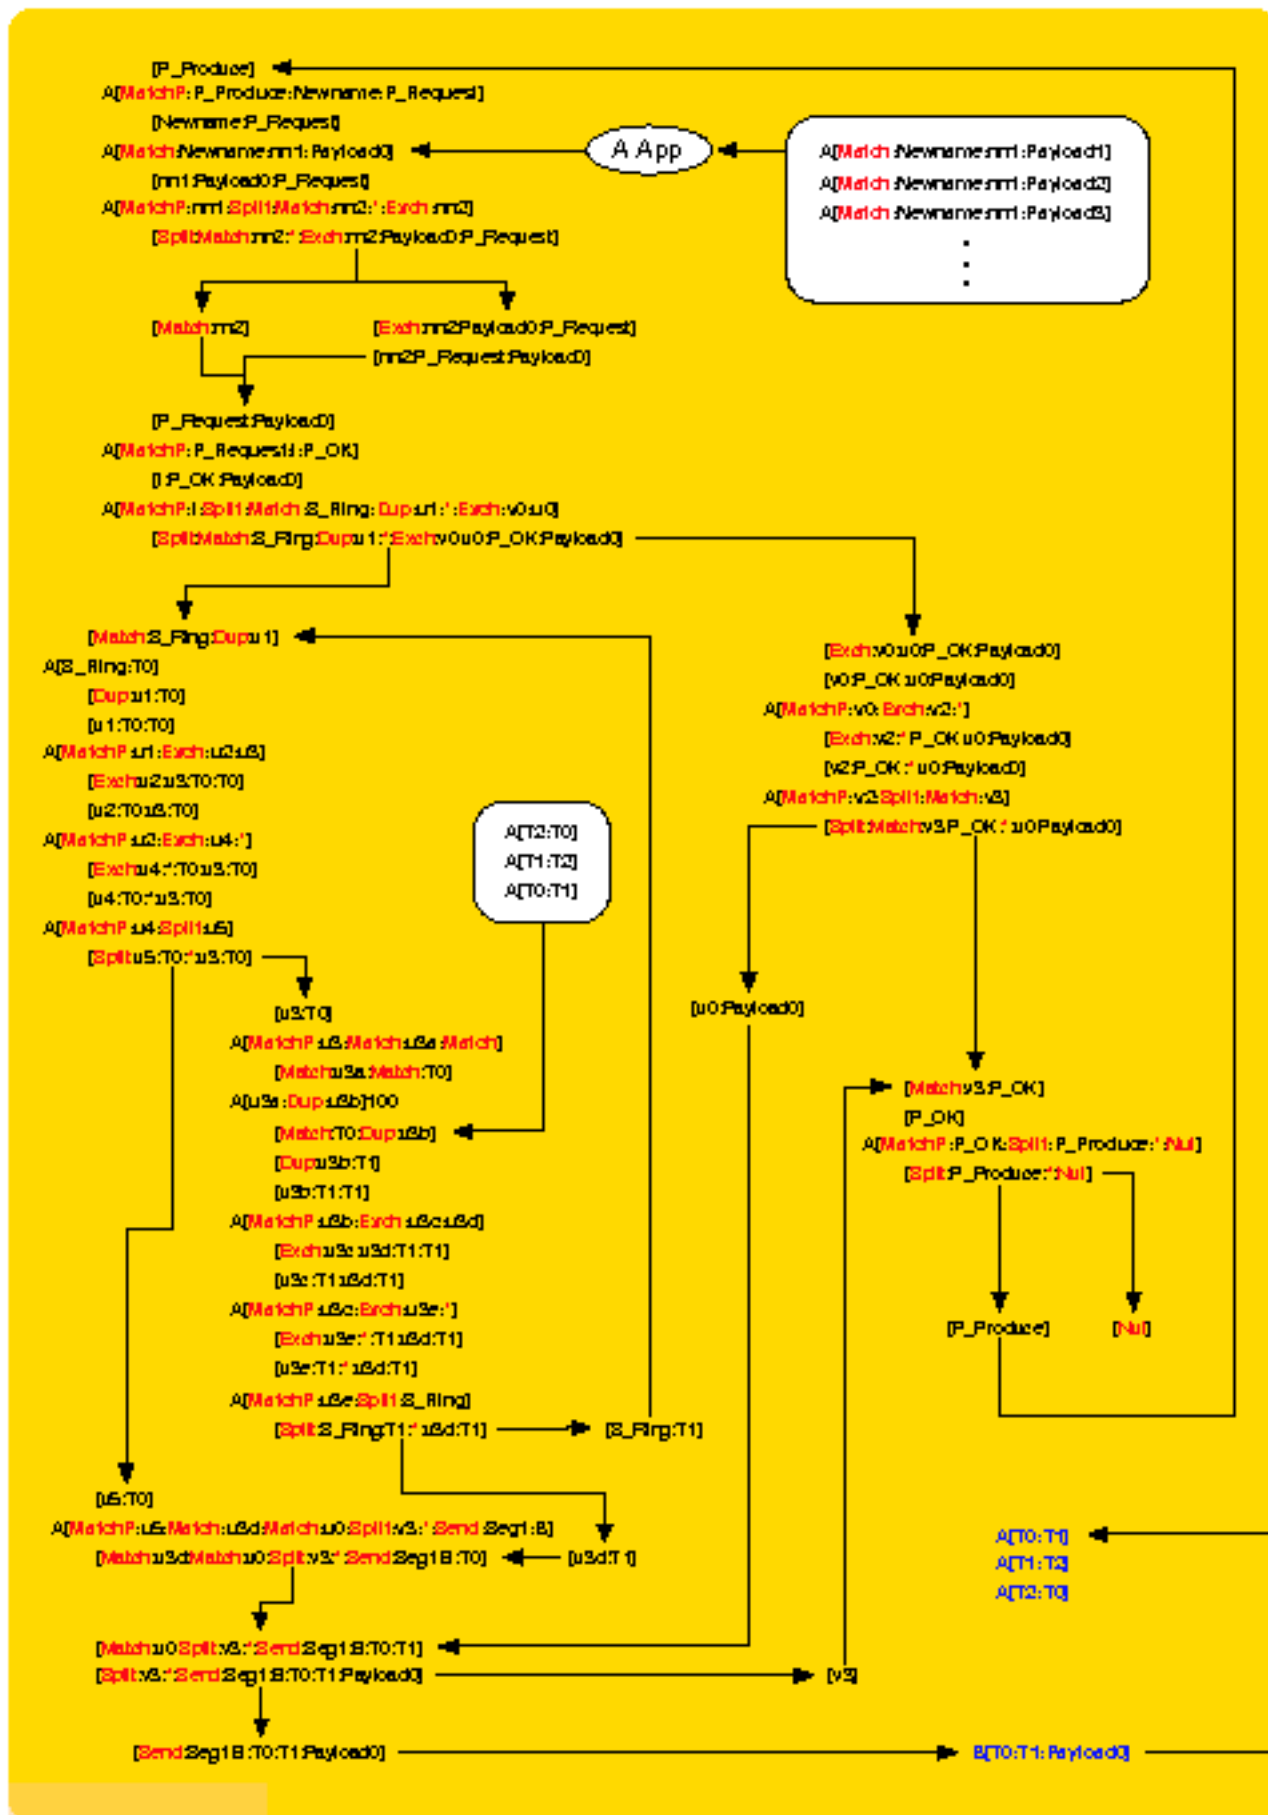 [P_Produce]
A[MatchP:P_Produce:Newname:P_Request]
[Newname:P_Request]
A[Match:Newname:nn1:Payload0]
A App
A[Match:Newname:nn1:Payload1]
A[Match:Newname:nn1:Payload2]
A[Match:Newname:nn1:Payload3]
[nn1:Payload0:P_Request]
A[MatchP:nn1:Split:Match:nn2:*:Exch:nn2]
[Split:Match:nn2:*:Exch:nn2:Payload0:P_Request]
[Match:nn2]
[Exch:nn2:Payload0:P_Request]
[nn2:P_Request:Payload0]
[P_Request:Payload0]
A[MatchP:P_Request:I:P_OK]
[I:P_OK:Payload0]
A[MatchP:I:Split:Match:S_Ring:Dup:u1:*:Exch:v0:u0]
[Split:Match:S_Ring:Dup:u1:*:Exch:v0:u0:P_OK:Payload0]
[Match:S_Ring:Dup:u1]
A[S_Ring:T0]
[Dup:u1:T0]
[u1:T0:T0]
A[MatchP:u1:Exch:u2:u3]
[Exch:u2:u3:T0:T0]
[u2:T0:u3:T0]
A[MatchP:u2:Exch:u4:*]
[Exch:u4:*:T0:u3:T0]
[u4:T0:*:u3:T0]
A[MatchP:u4:Split:u5]
[Split:u5:T0:*:u3:T0]
[Exch:v0:u0:P_OK:Payload0]
[v0:P_OK:u0:Payload0]
A[MatchP:v0:Exch:v2:*]
[Exch:v2:*:P_OK:u0:Payload0]
[v2:P_OK:*:u0:Payload0]
A[MatchP:v2:Split:Match:v3]
[Split:Match:v3:P_OK:*:u0:Payload0]
A[T2:T0]
A[T1:T2]
A[T0:T1]
[u3:T0]
A[MatchP:u3:Match:u3a:Match]
[Match:u3a:Match:T0]
A[u3a:Dup:u3b]100
[Match:T0:Dup:u3b]
[Dup:u3b:T1]
[u3b:T1:T1]
A[MatchP:u3b:Exch:u3c:u3d]
[Exch:u3c:u3d:T1:T1]
[u3c:T1:u3d:T1]
A[MatchP:u3c:Exch:u3e:*]
[Exch:u3e:*:T1:u3d:T1]
[u3e:T1:*:u3d:T1]
A[MatchP:u3e:Split:S_Ring]
[Split:S_Ring:T1:*:u3d:T1]
[S_Ring:T1]
[u0:Payload0]
[Match:v3:P_OK]
[P_OK]
A[MatchP:P_OK:Split:P_Produce:*:Nul]
[Split:P_Produce:*:Nul]
[P_Produce]
[Nul]
[u5:T0]
A[MatchP:u5:Match:u3d:Match:u0:Split:v3:*:Send:Seg1:B]
[Match:u3d:Match:u0:Split:v3:*:Send:Seg1:B:T0]
[u3d:T1]
A[T0:T1]
A[T1:T2]
A[T2:T0]
[Match:u0:Split:v3:*:Send:Seg1:B:T0:T1]
[Split:v3:*:Send:Seg1:B:T0:T1:Payload0]
[v3]
[Send:Seg1:B:T0:T1:Payload0]
B[T0:T1:Payload0]